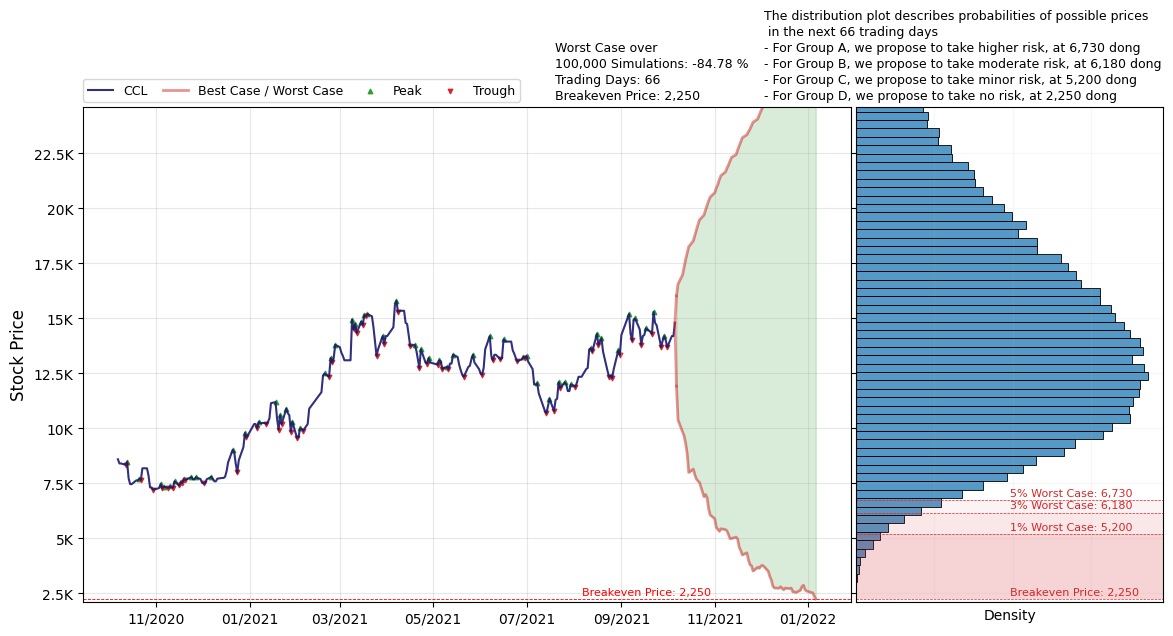 The distribution plot describes probabilities of possible prices
in the next 66 trading days
- For Group A, we propose to take higher risk, at 6,730 dong
- For Group B, we propose to take moderate risk, at 6,180 dong
- For Group C, we propose to take minor risk, at 5,200 dong
- For Group D, we propose to take no risk, at 2,250 dong
Worst Case over
100,000 Simulations: -84.78 %
Trading Days: 66
Breakeven Price: 2,250
CCL
Best Case / Worst Case
Peak
Trough
Stock Price
22.5K
20K
17.5K
15K
12.5K
10K
7.5K
5K
2.5K
Breakeven Price: 2,250
11/2020
01/2021
03/2021
05/2021
07/2021
09/2021
11/2021
01/2022
5% Worst Case: 6,730
3% Worst Case: 6,180
1% Worst Case: 5,200
Breakeven Price: 2,250
Density